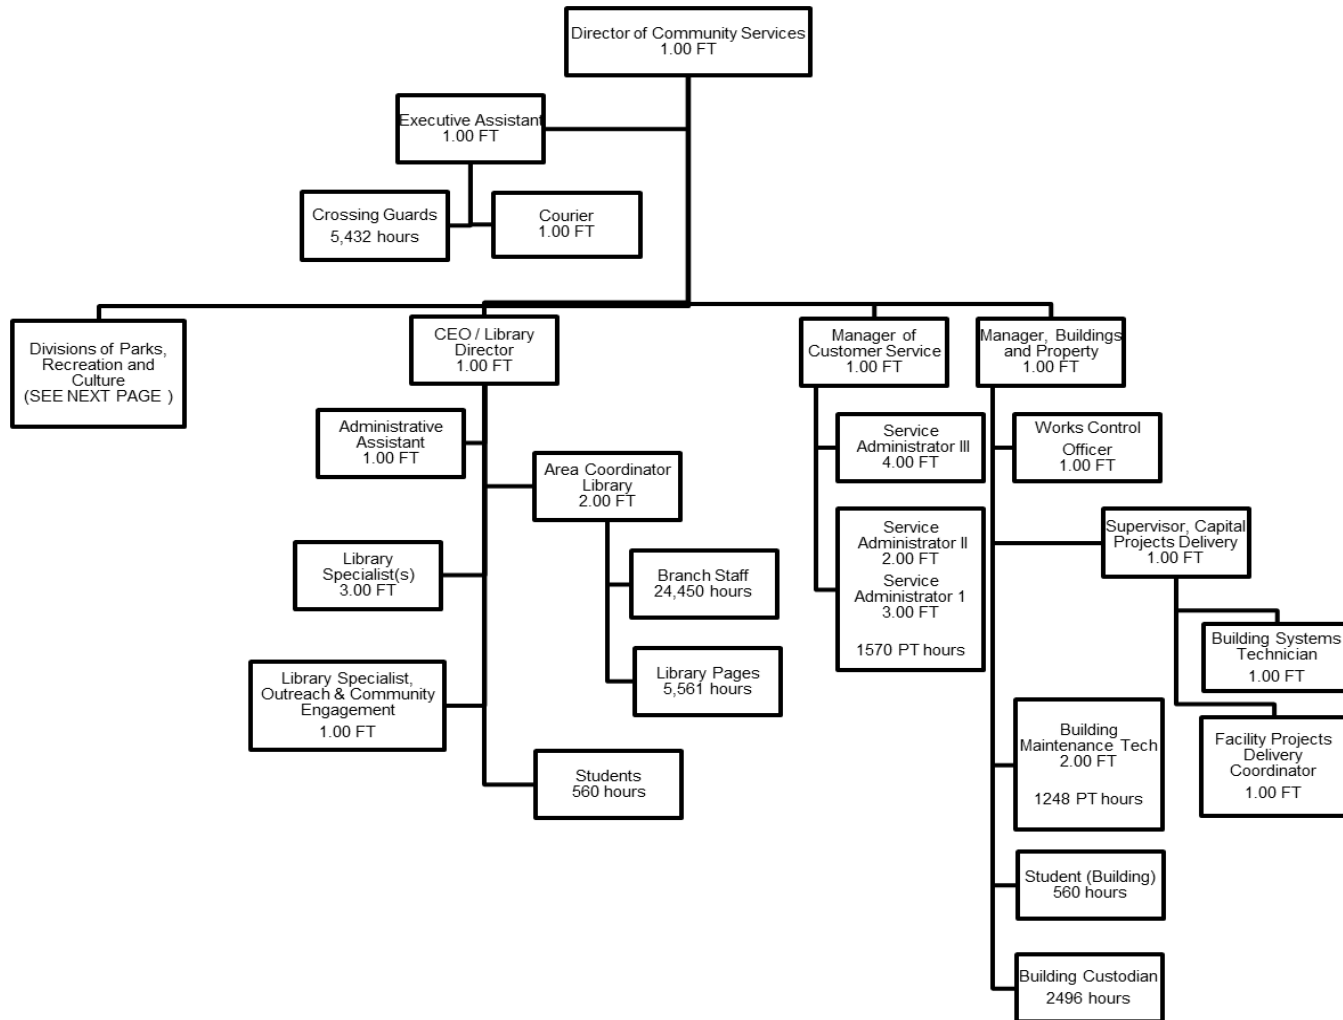 Director of Community Services
1.00 FT
Executive Assistant
1.00 FT
Crossing Guards
5,432 hours
Courier
1.00 FT
Divisions of Parks,
Recreation and
Culture
(SEE NEXT PAGE )
CEO / Library
Director
1.00 FT
Manager of
Customer Service
1.00 FT
Manager, Buildings
and Property
1.00 FT
Administrative
Assistant
1.00 FT
Area Coordinator
Library
2.00 FT
Library
Specialist(s)
3.00 FT
Branch Staff
24,450 hours
Library Specialist,
Outreach & Community
Engagement
1.00 FT
Library Pages
5,561 hours
Students
560 hours
Service
Administrator III
4.00 FT
Service
Administrator II
2.00 FT
Service
Administrator 1
3.00 FT
1570 PT hours
Works Control
Officer
1.00 FT
Supervisor, Capital
Projects Delivery
1.00 FT
Building Systems
Technician
1.00 FT
Facility Projects
Delivery
Coordinator
1.00 FT
Building
Maintenance Tech
2.00 FT
1248 PT hours
Student (Building)
560 hours
Building Custodian
2496 hours